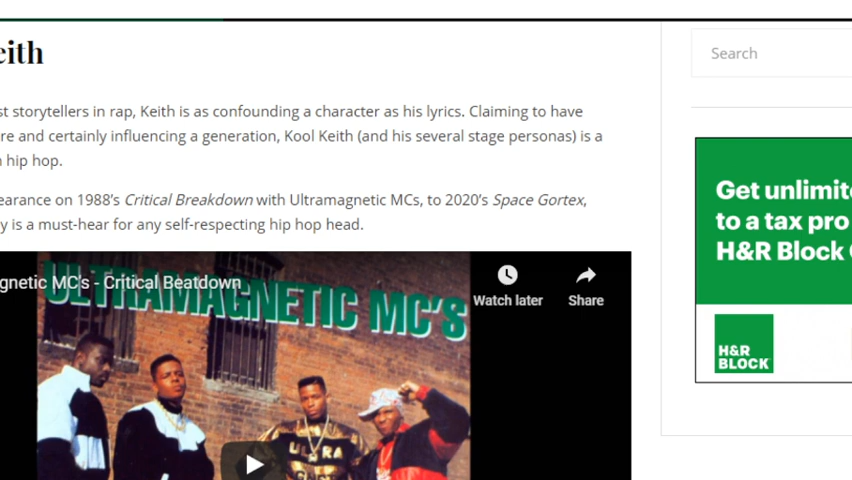 eith
st storytellers in rap, Keith is as confounding a character as his lyrics. Claiming to have
re and certainly influencing a generation, Kool Keith (and his several stage personas) is a
n hip hop.
earance on 1988's Critical Breakdown with Ultramagnetic MCs, to 2020's Space Gortex,
y is a must-hear for any self-respecting hip hop head.
gnetic MC's - Critical Beatdown
Watch later
Share
ULTRAMAGNETIC MC'S
ULTRA
Search
Get unlimite
to a tax pro
H&R Block
H&R
BLOCK